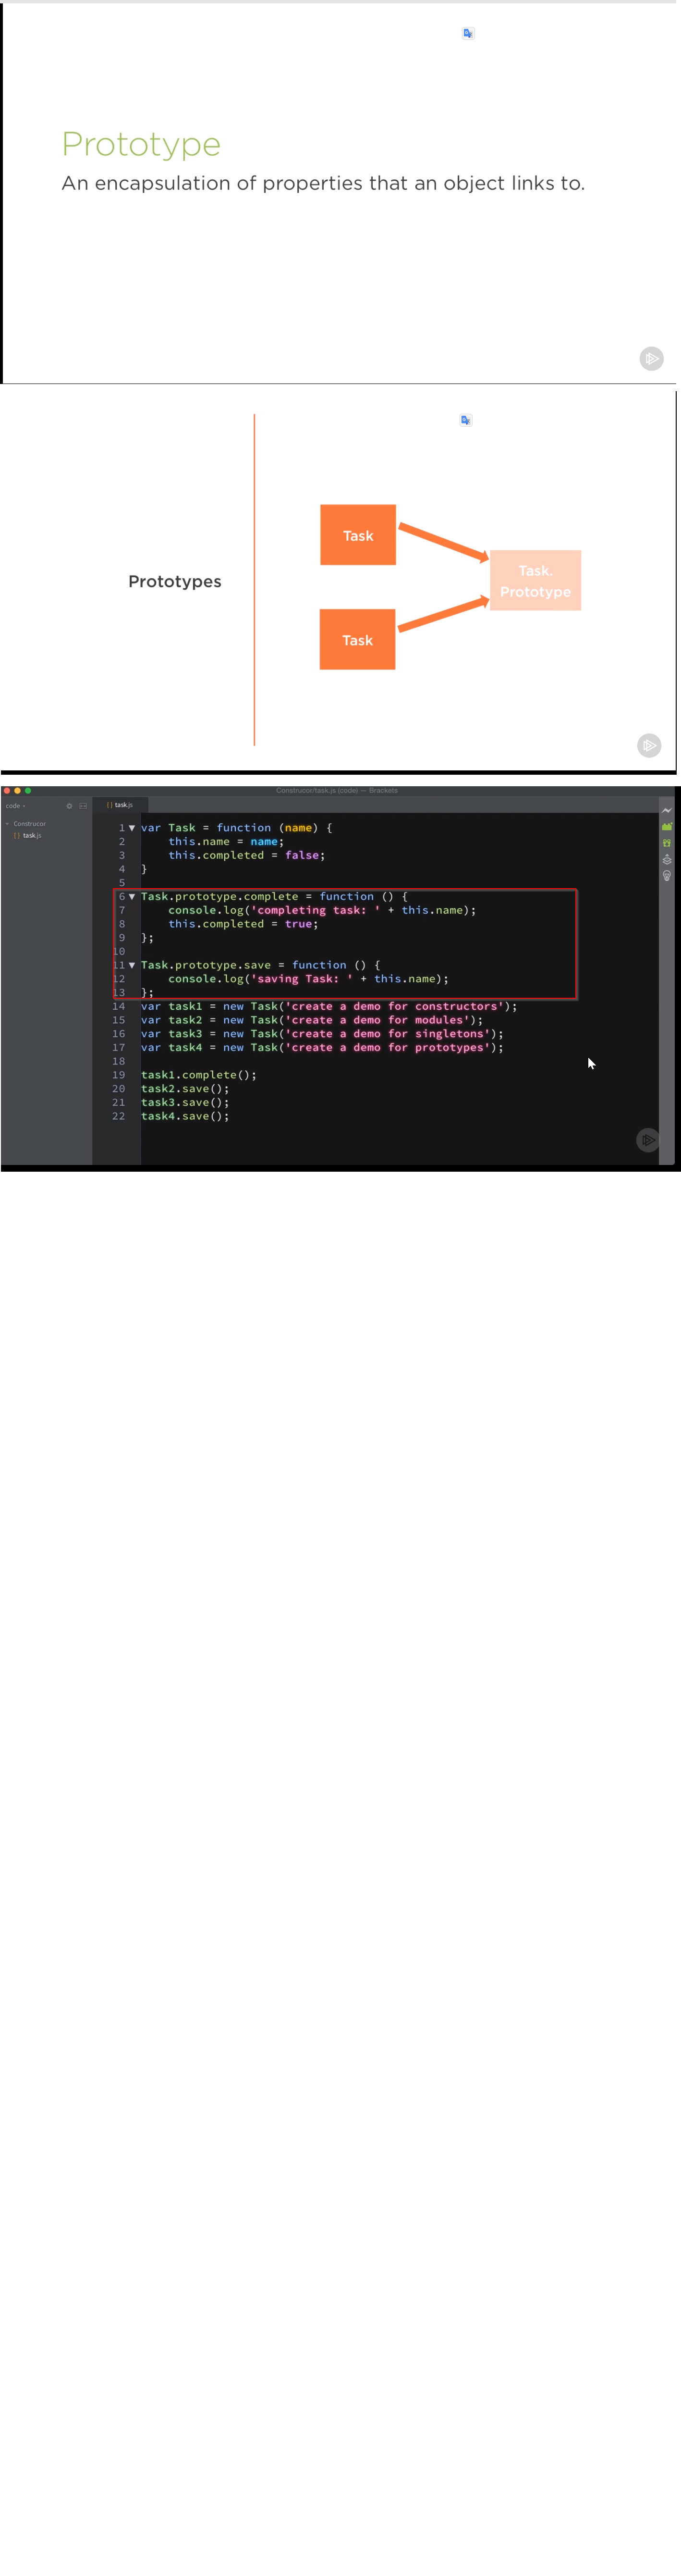 Prototype
An encapsulation of properties that an object links to.
Prototypes
Task
Task
Task.
Prototype
Construcor/task.js (code) — Brackets
code
Construcor
task.js
task.js
1 var Task = function (name) {
2 this.name = name;
3 this.completed = false;
4 }
5
6 Task.prototype.complete = function () {
7 console.log('completing task: ' + this.name);
8 this.completed = true;
9 };
10
11 Task.prototype.save = function () {
12 console.log('saving Task: ' + this.name);
13 };
14 var task1 = new Task('create a demo for constructors');
15 var task2 = new Task('create a demo for modules');
16 var task3 = new Task('create a demo for singletons');
17 var task4 = new Task('create a demo for prototypes');
18
19 task1.complete();
20 task2.save();
21 task3.save();
22 task4.save();